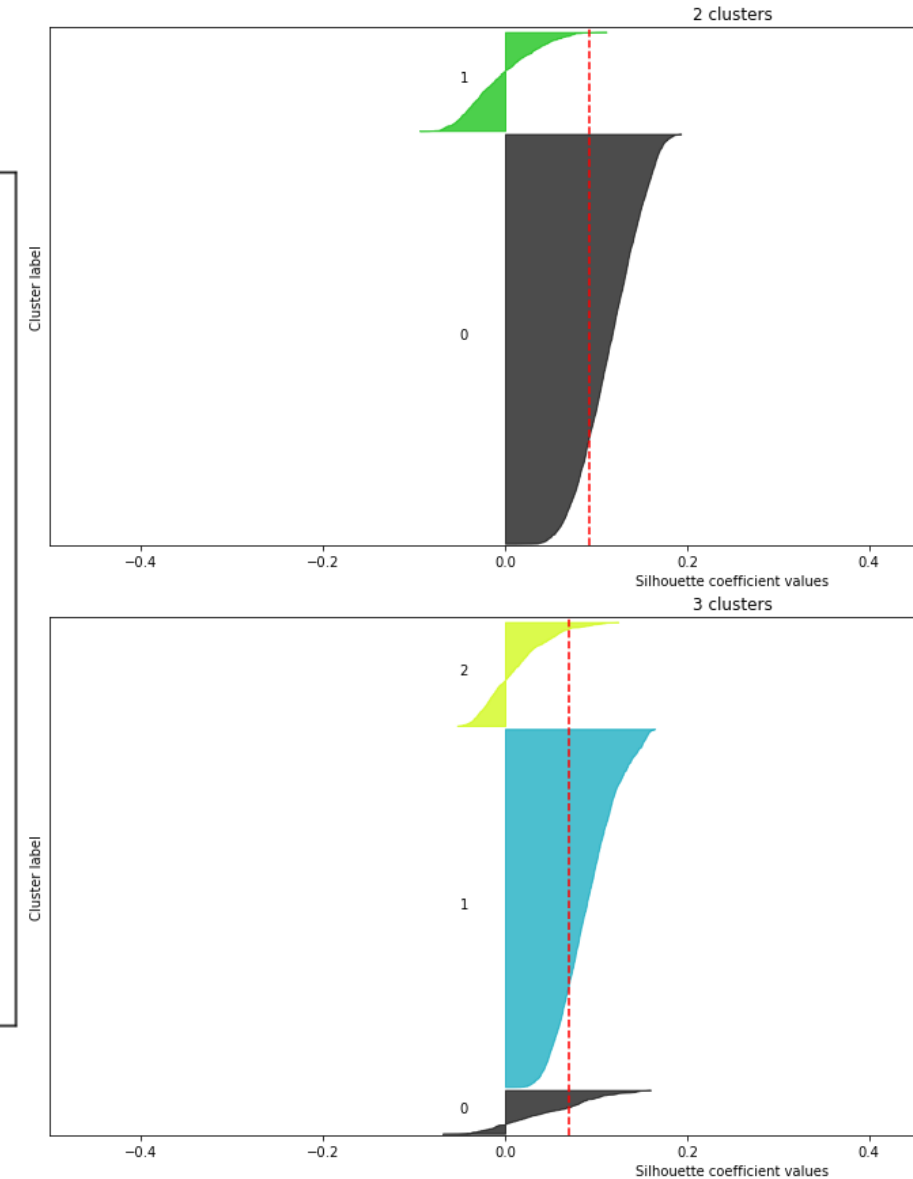 2 clusters
1
0
Cluster label
−0.4 −0.2 0.0 0.2 0.4
Silhouette coefficient values
3 clusters
2
1
0
Cluster label
−0.4 −0.2 0.0 0.2 0.4
Silhouette coefficient values